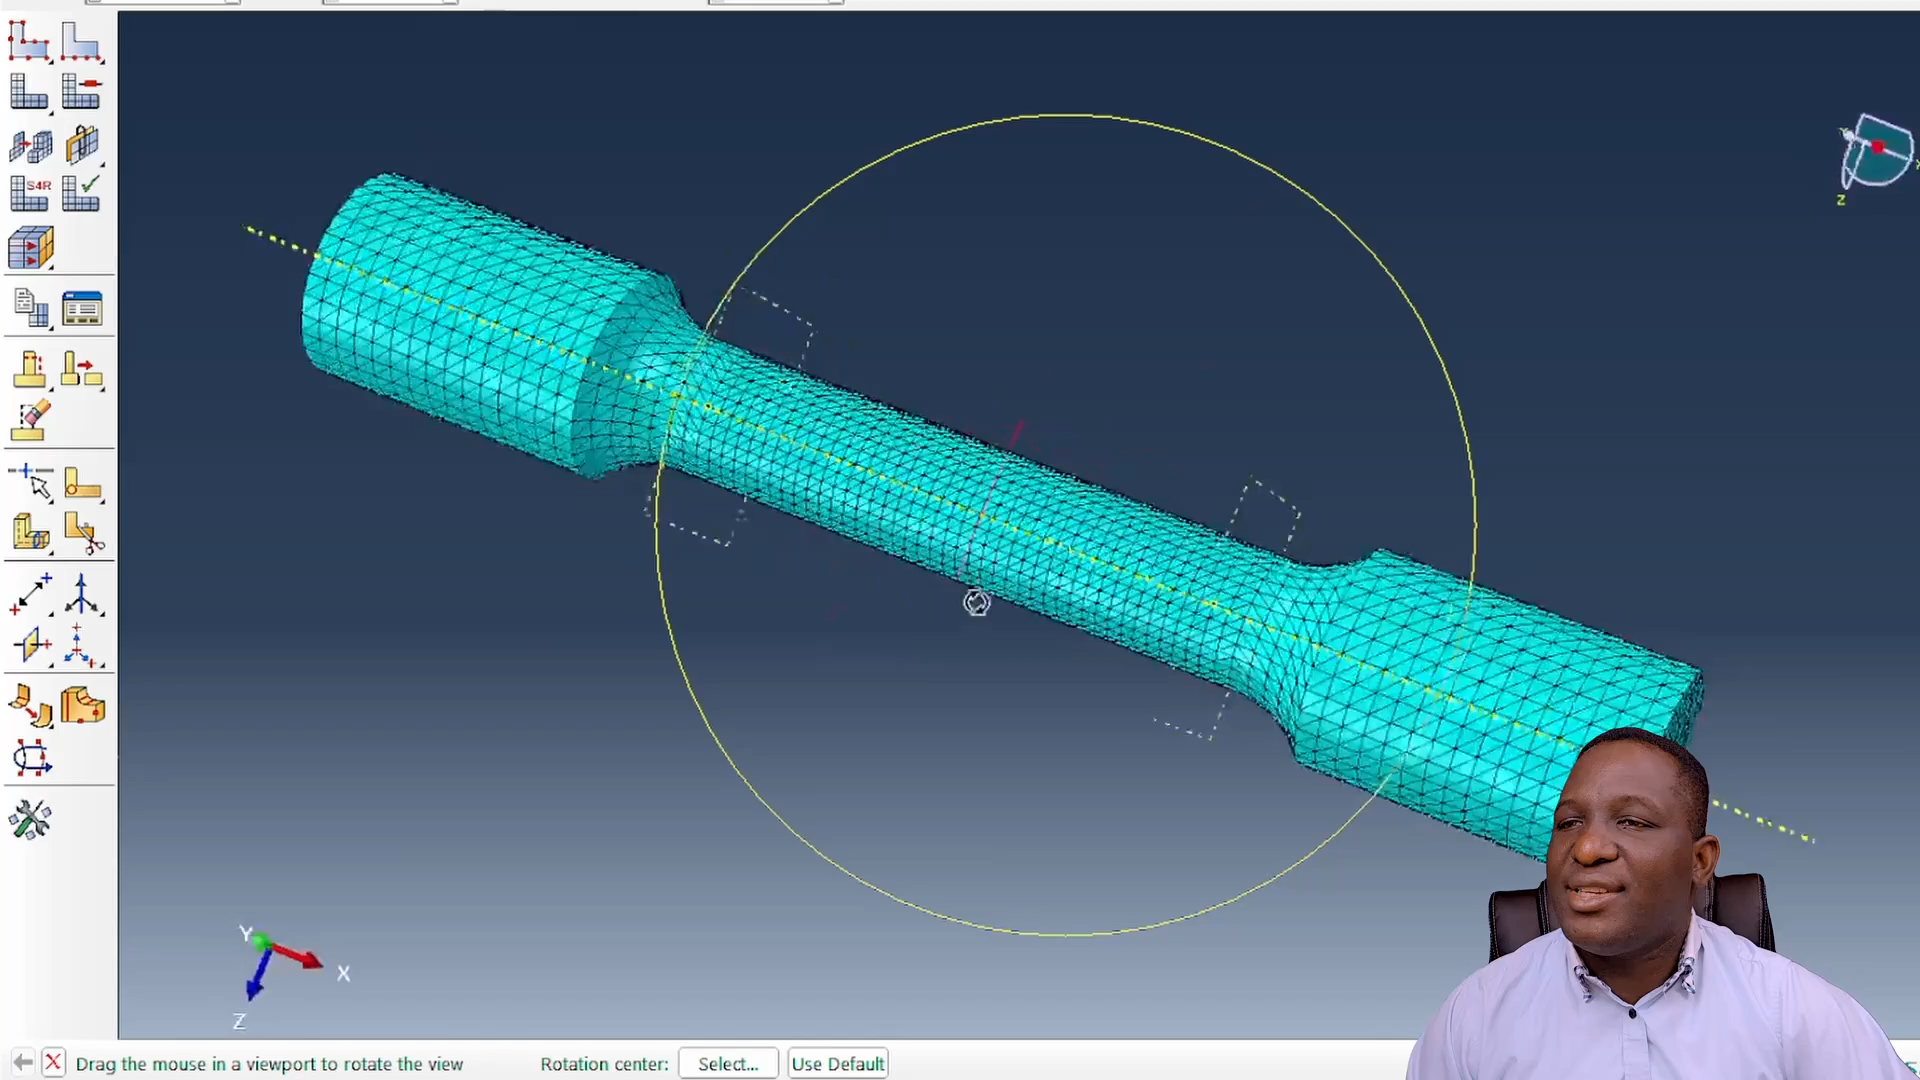 S4R
Z
Y
X
Z
Drag the mouse in a viewport to rotate the view
Rotation center:
Select...
Use Default